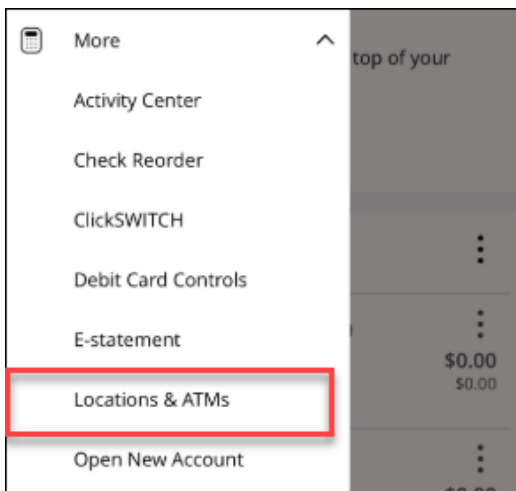 More
top of your
Activity Center
Check Reorder
ClickSWITCH
Debit Card Controls
E-statement
$0.00
$0.00
Locations & ATMs
Open New Account